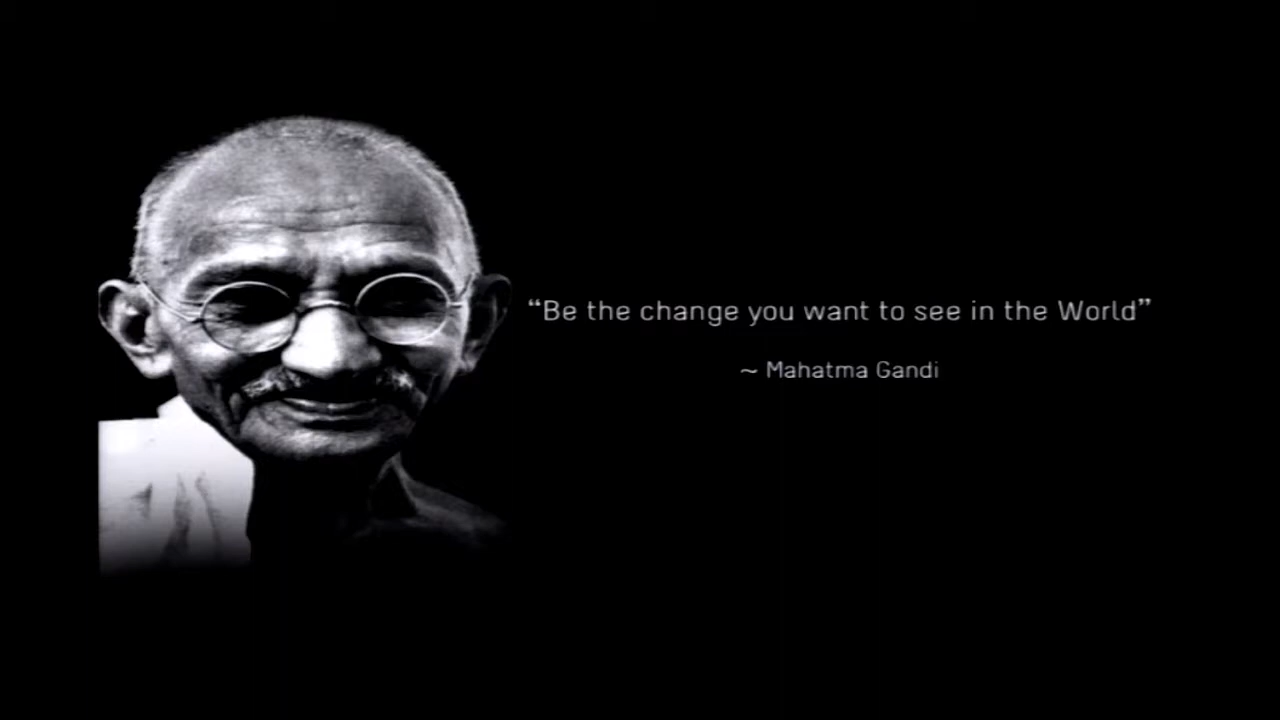 “Be the change you want to see in the World”
~ Mahatma Gandi